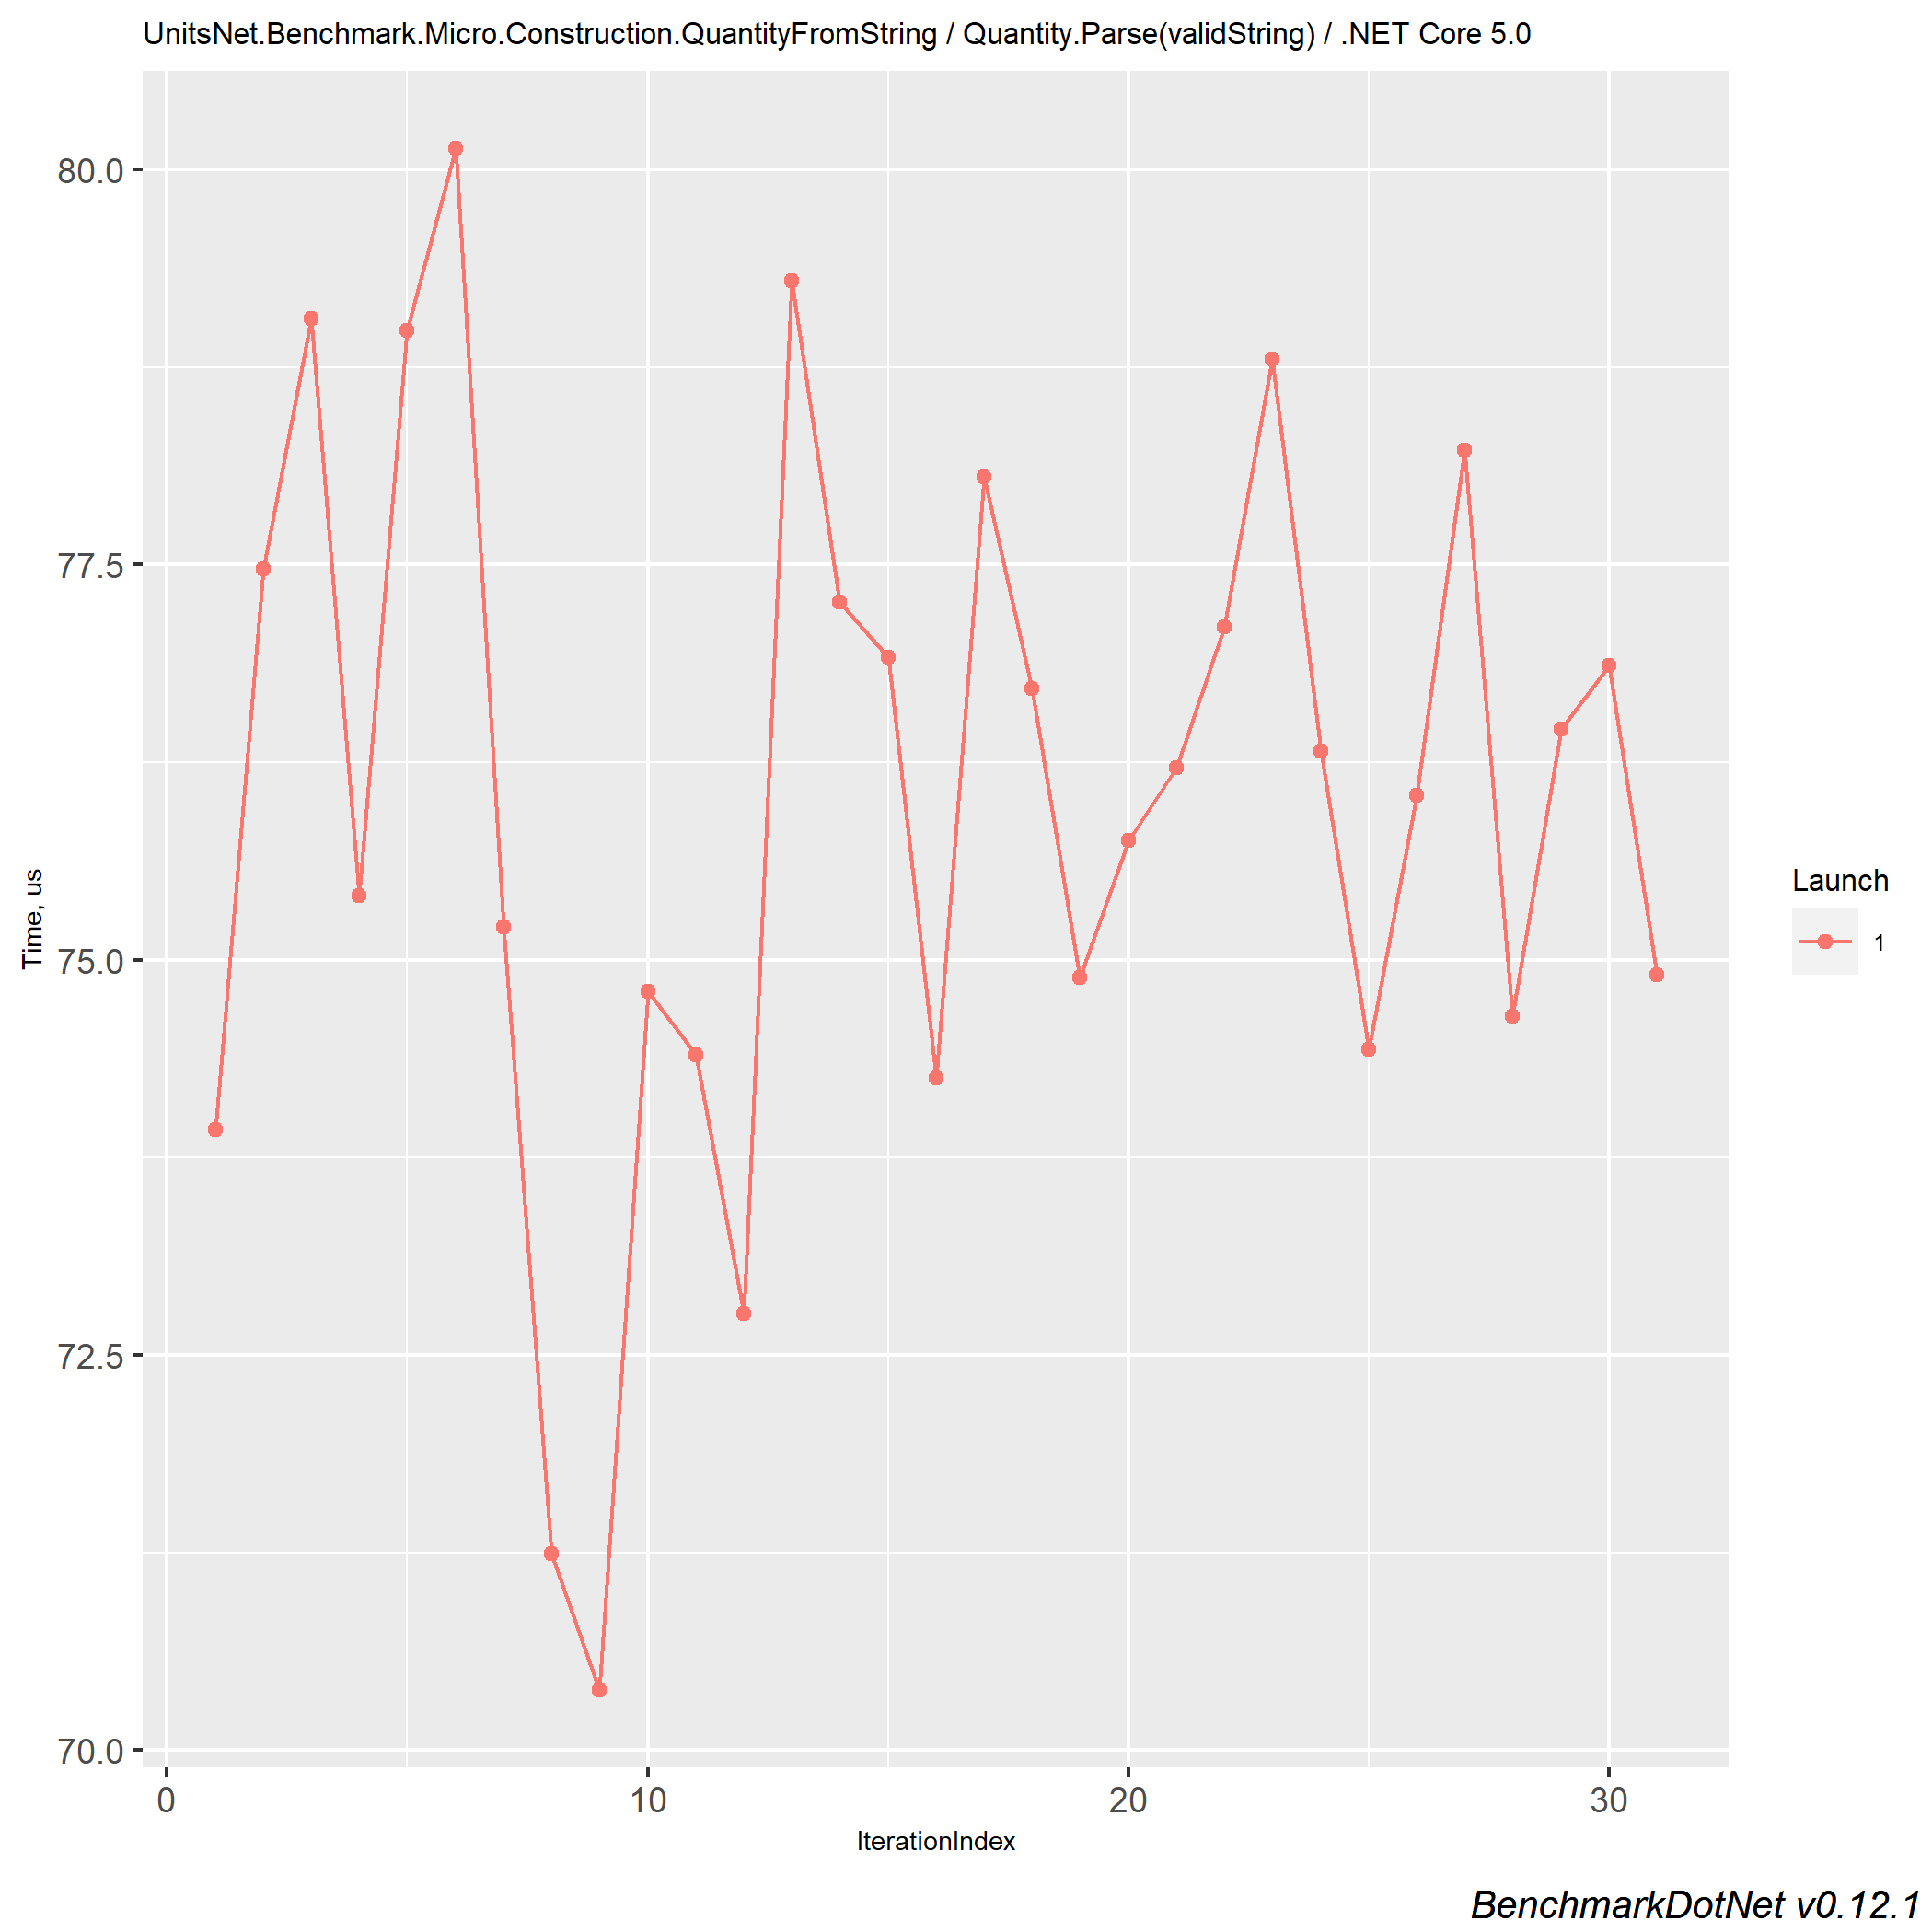 UnitsNet.Benchmark.Micro.Construction.QuantityFromString / Quantity.Parse(validString) / .NET Core 5.0
80.0
77.5
75.0
72.5
70.0
Time, us
0 10 20 30
IterationIndex
Launch
1
BenchmarkDotNet v0.12.1